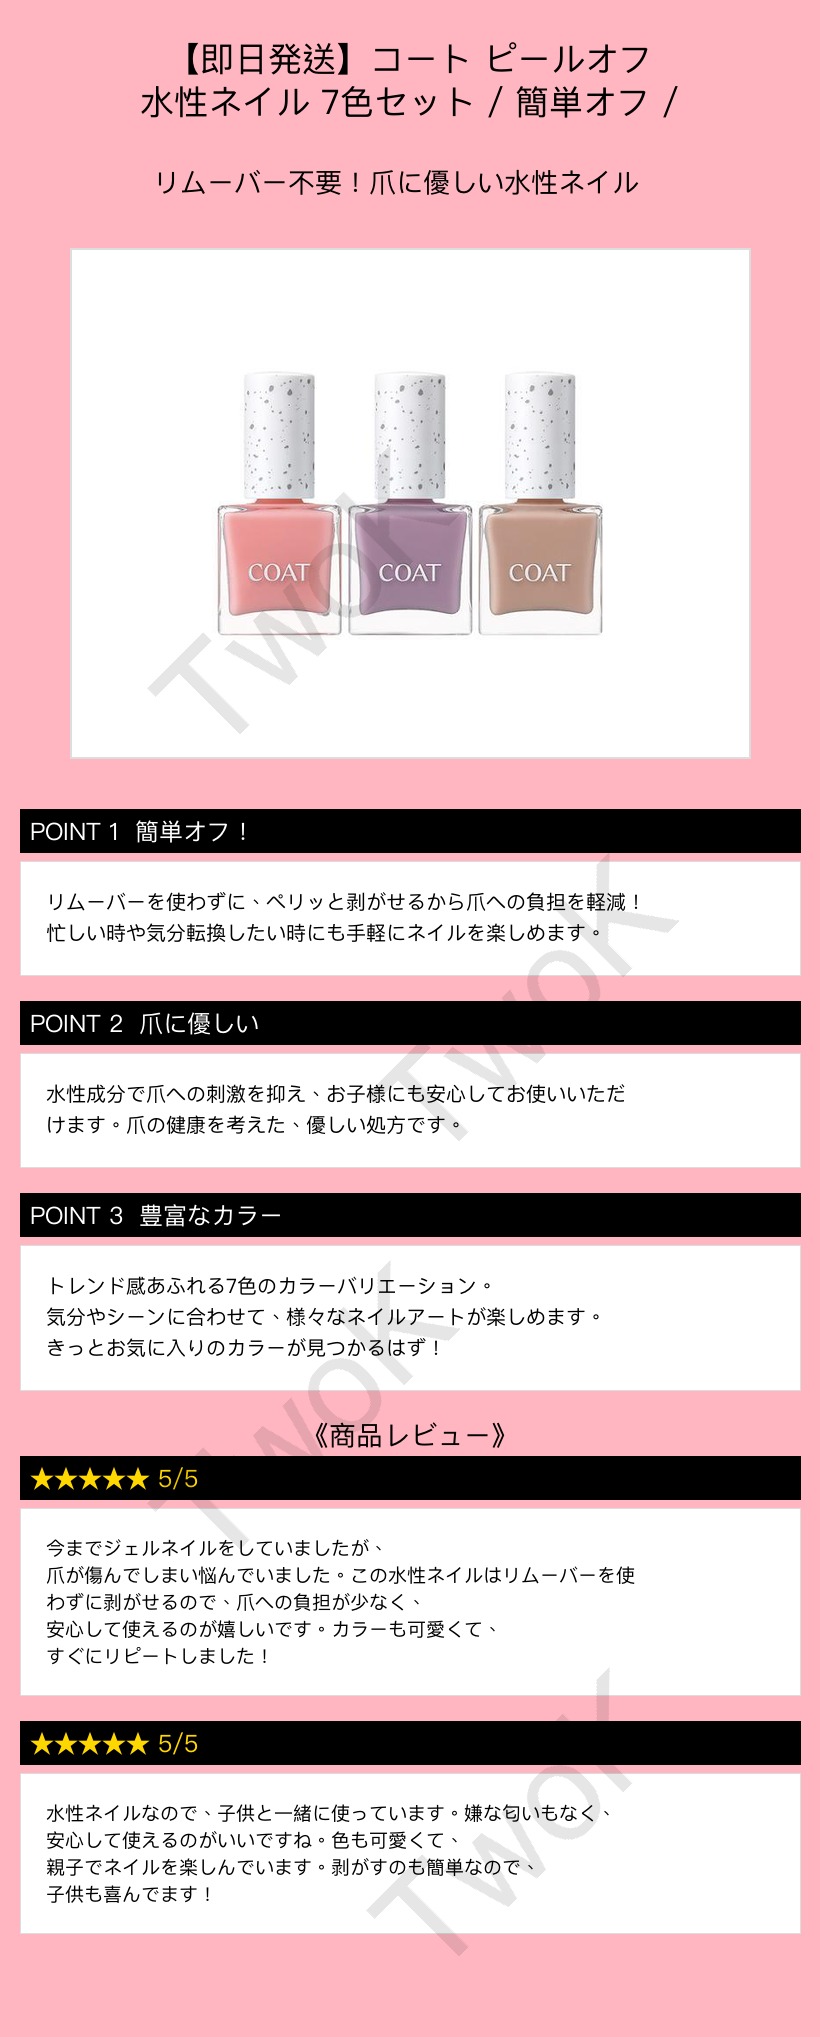 【即日発送】コート ピールオフ
水性ネイル 7色セット / 簡単オフ /
リムーバー不要！爪に優しい水性ネイル
COAT COAT COAT
TwoK
POINT 1 簡単オフ！
リムーバーを使わずに、ペリッと剥がせるから爪への負担を軽減！
忙しい時や気分転換したい時にも手軽にネイルを楽しめます。
TwoK
POINT 2 爪に優しい
水性成分で爪への刺激を抑え、お子様にも安心してお使いいただ
けます。爪の健康を考えた、優しい処方です。
POINT 3 豊富なカラー
トレンド感あふれる7色のカラーバリエーション。
気分やシーンに合わせて、様々なネイルアートが楽しめます。
きっとお気に入りのカラーが見つかるはず！
TwoK
《商品レビュー》
★★★★★ 5/5
今までジェルネイルをしていましたが、
爪が傷んでしまい悩んでいました。この水性ネイルはリムーバーを使
わずに剥がせるので、爪への負担が少なく、
安心して使えるのが嬉しいです。カラーも可愛くて、
すぐにリピートしました！
★★★★★ 5/5
水性ネイルなので、子供と一緒に使っています。嫌な匂いもなく、
安心して使えるのがいいですね。色も可愛くて、
親子でネイルを楽しんでいます。剥がすのも簡単なので、
子供も喜んでます！
TwoK